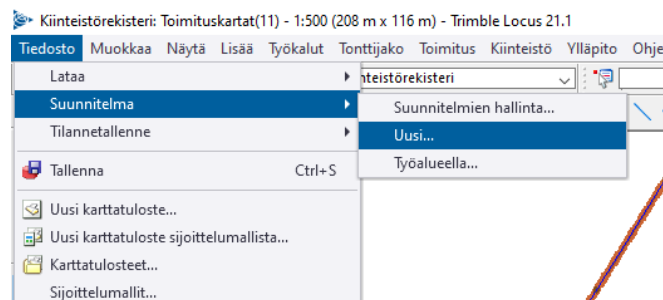 Kiinteistörekisteri: Toimituskartat(11) - 1:500 (208 m x 116 m) - Trimble Locus 21.1
Tiedosto Muokkaa Näytä Lisää Työkalut Tonttijako Toimitus Kiinteistö Ylläpito Ohje
Lataa nteistörekisteri
Suunnitelma Suunnitelmien hallinta...
Tilannetallenne Uusi...
Tallenna Ctrl+S Työalueella...
Uusi karttatuloste...
Uusi karttatuloste sijoittelumallista...
Karttatulosteet...
Sijoittelumallit...